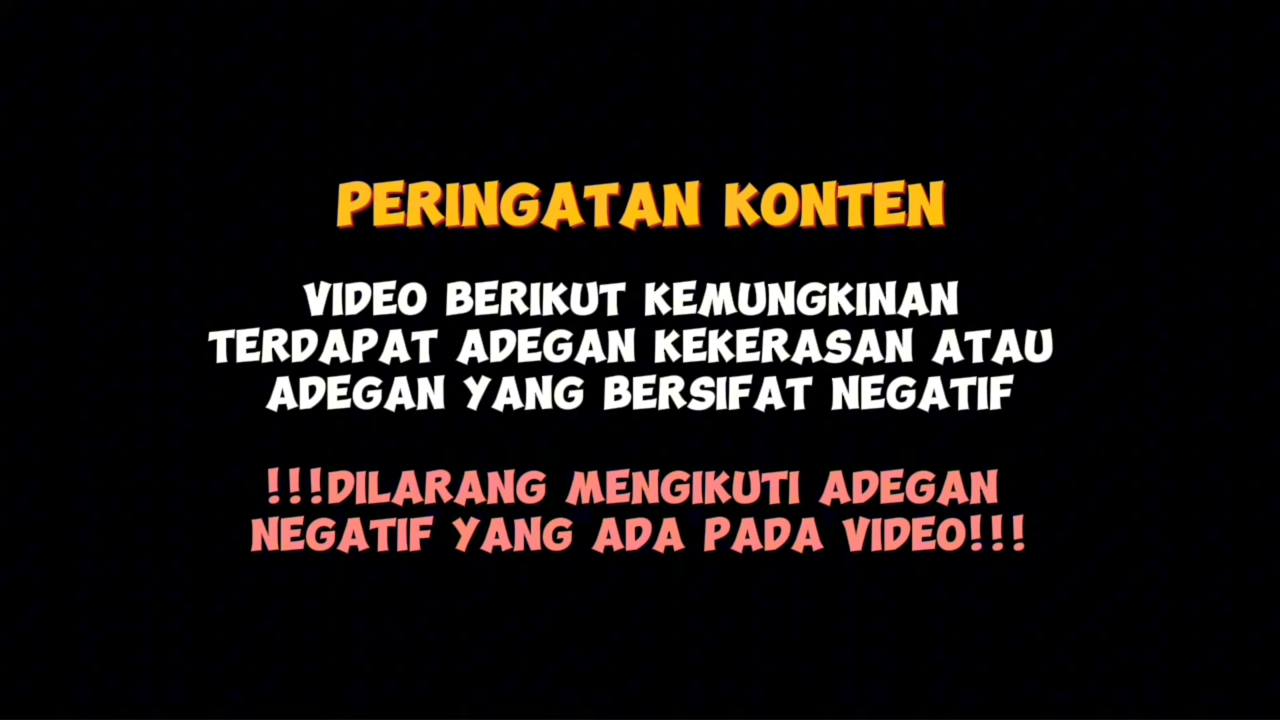 PERINGATAN KONTEN
VIDEO BERIKUT KEMUNGKINAN
TERDAPAT ADEGAN KEKERASAN ATAU
ADEGAN YANG BERSIFAT NEGATIF
!!!DILARANG MENGIKUTI ADEGAN
NEGATIF YANG ADA PADA VIDEO!!!